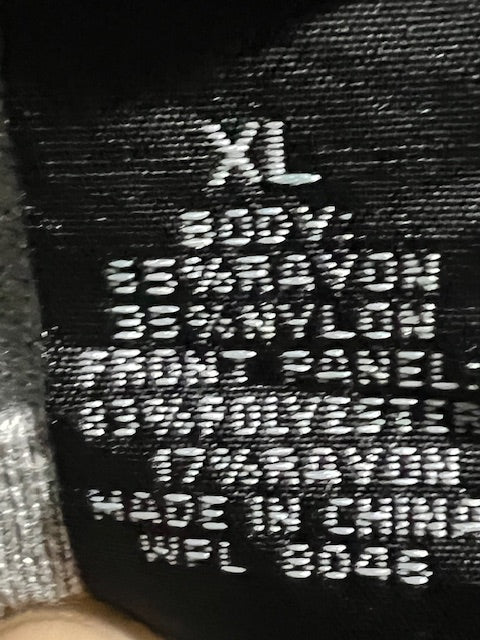 XL
BODY:
65%RAYON
35%NYLON
FRONT PANEL:
83%POLYESTER
17%RAYON
MADE IN CHINA
WPL 8046